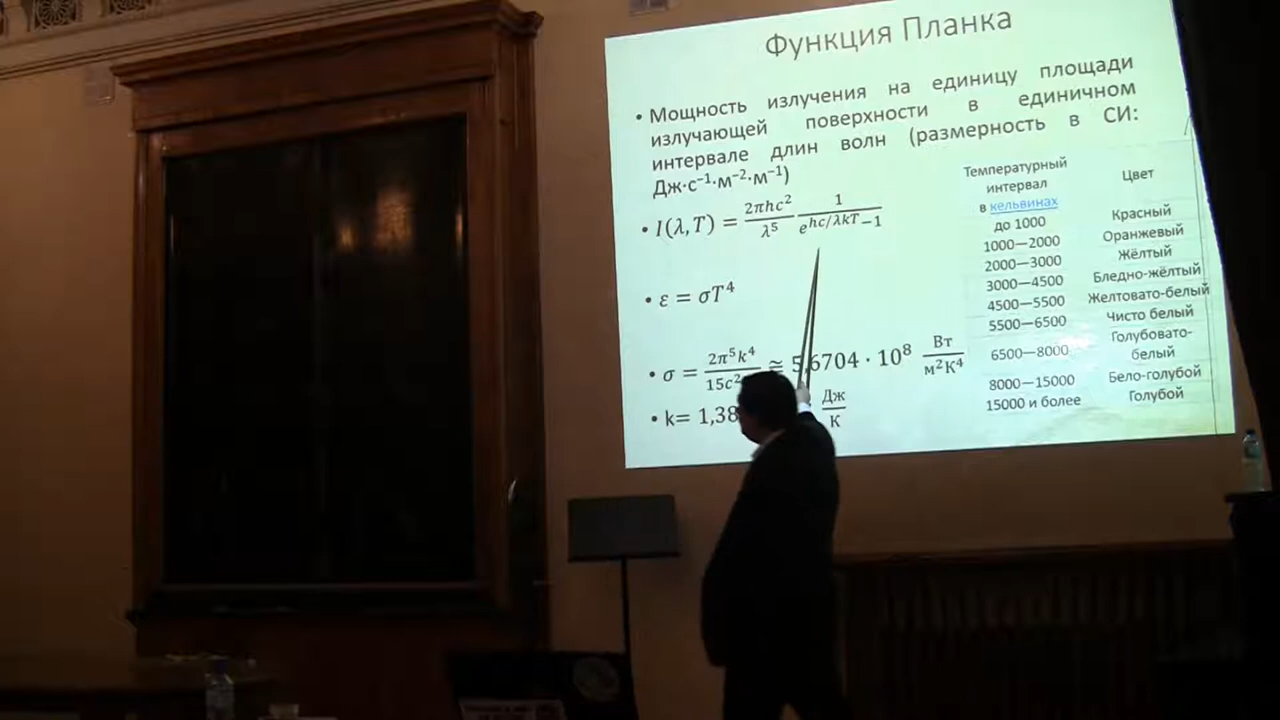 Функция Планка
• Мощность излучения на единицу площади
излучающей поверхности в единичном
интервале длин волн (размерность в СИ:
Дж·с⁻¹·м⁻²·м⁻¹)
• I(λ,T) = 2πhc²/λ⁵ 1/e^(hc/λkT)−1
• ε = σT⁴
• σ = 2π⁵k⁴/15c² ≅ 5,6704 · 10⁸ Вт/м²К⁴
• k= 1,38 Дж/К
Температурный интервал в кельвинах Цвет
до 1000 Красный
1000—2000 Оранжевый
2000—3000 Жёлтый
3000—4500 Бледно-жёлтый
4500—5500 Желтовато-белый
5500—6500 Чисто белый
6500—8000 Голубовато-белый
8000—15000 Бело-голубой
15000 и более Голубой